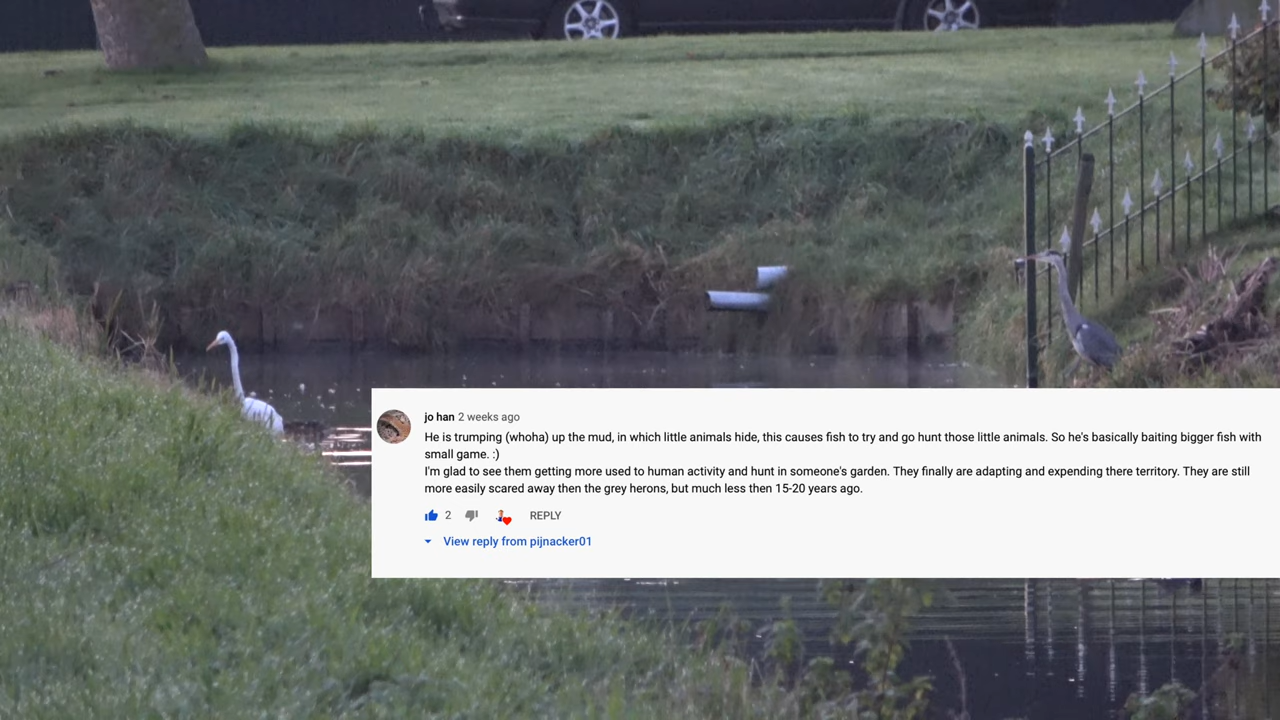 jo han 2 weeks ago
He is trumping (whoha) up the mud, in which little animals hide, this causes fish to try and go hunt those little animals. So he's basically baiting bigger fish with
small game. :)
I'm glad to see them getting more used to human activity and hunt in someone's garden. They finally are adapting and expending there territory. They are still
more easily scared away then the grey herons, but much less then 15-20 years ago.
2 REPLY
View reply from pijnacker01